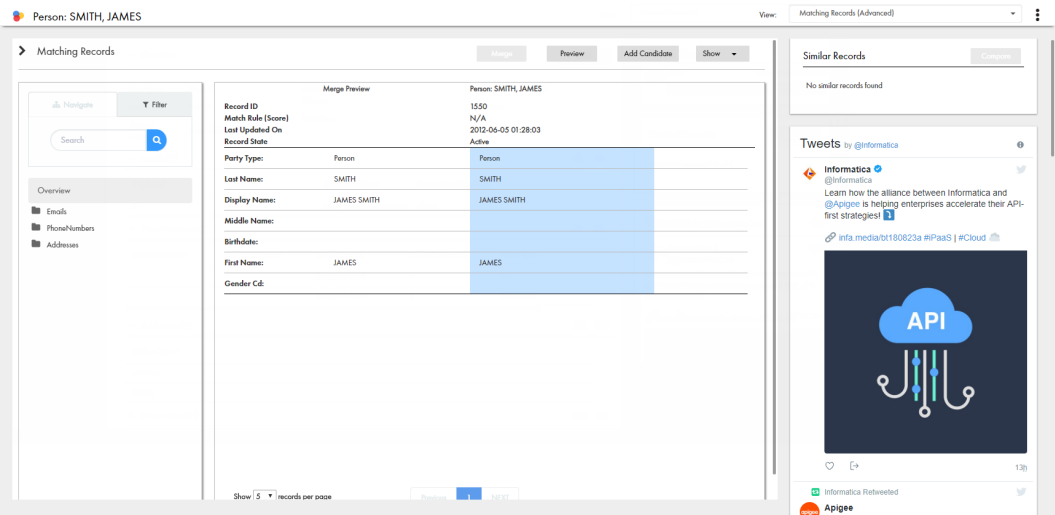 Person: SMITH, JAMES
View:
Matching Records (Advanced)
Matching Records
Merge
Preview
Add Candidate
Show
Navigate
Filter
Search
Overview
Emails
PhoneNumbers
Addresses
Merge Preview Person: SMITH, JAMES
Record ID 1550
Match Rule (Score) N/A
Last Updated On 2012-06-05 01:28:03
Record State Active
Party Type: Person Person
Last Name: SMITH SMITH
Display Name: JAMES SMITH JAMES SMITH
Middle Name:
Birthdate:
First Name: JAMES JAMES
Gender Cd:
Show 5 records per page
Previous 1 NEXT
Similar Records
Compare
No similar records found
Tweets by @Informatica
Informatica
@Informatica
Learn how the alliance between Informatica and
@Apigee is helping enterprises accelerate their API-
first strategies!
infa.media/bt180823a #iPaaS | #Cloud
API
13h
Informatica Retweeted
Apigee
apigee